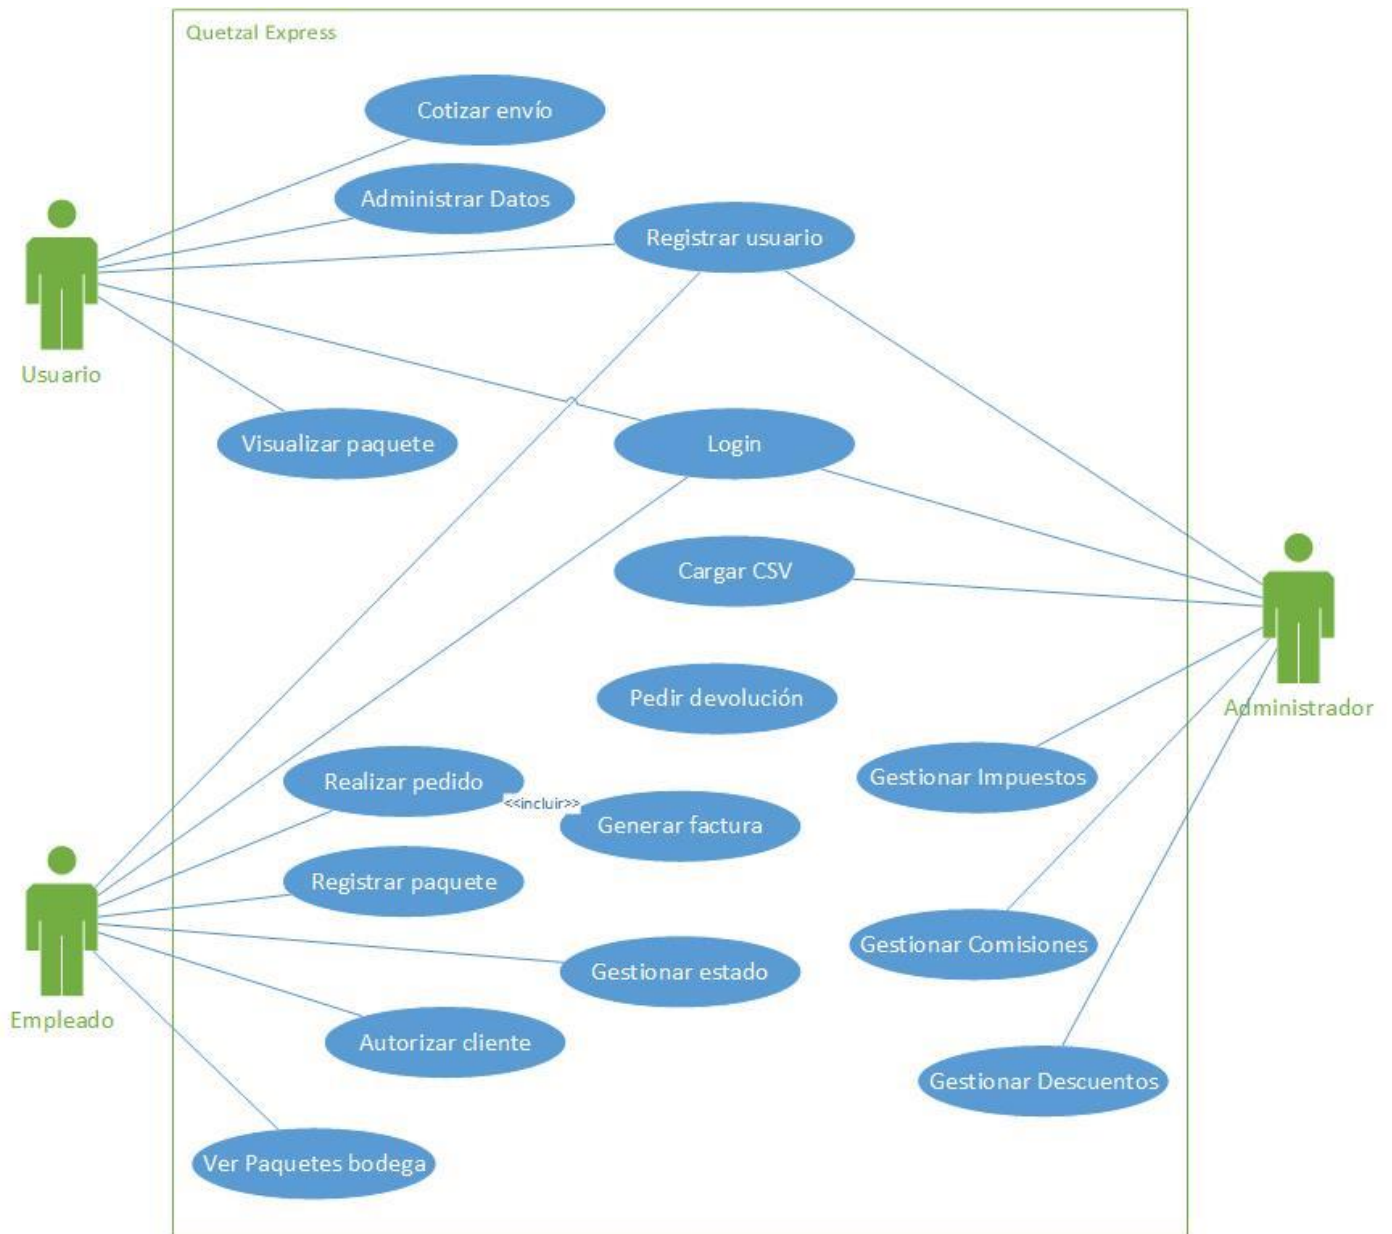 Quetzal Express
Cotizar envío
Administrar Datos
Registrar usuario
Usuario
Visualizar paquete
Login
Cargar CSV
Pedir devolución
Administrador
Realizar pedido
Gestionar Impuestos
<<incluir>>
Generar factura
Registrar paquete
Gestionar Comisiones
Gestionar estado
Empleado
Autorizar cliente
Gestionar Descuentos
Ver Paquetes bodega